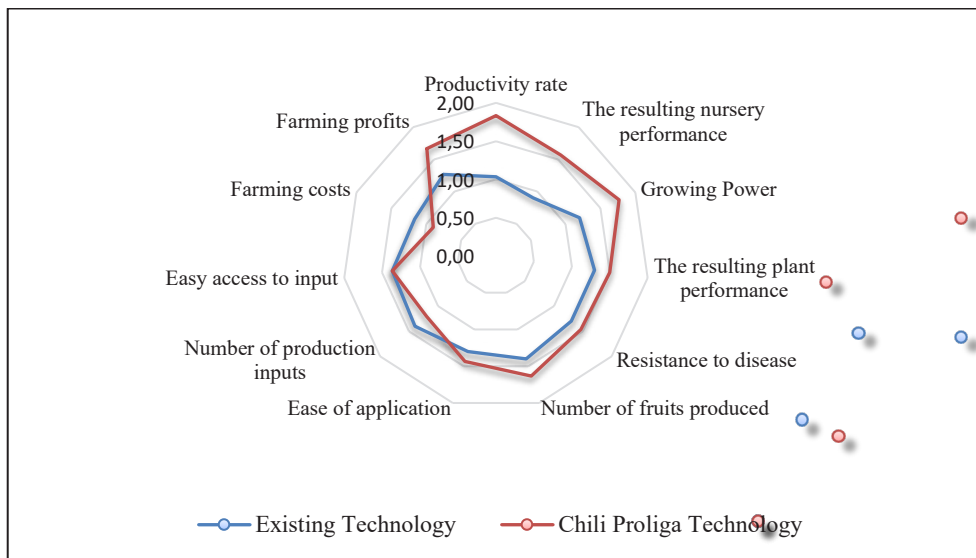 Productivity rate
2,00
The resulting nursery
performance
Farming profits
1,50
1,00
Farming costs
Growing Power
0,50
0,00
Easy access to input
The resulting plant
performance
Number of production
inputs
Resistance to disease
Ease of application
Number of fruits produced
Existing Technology
Chili Proliga Technology